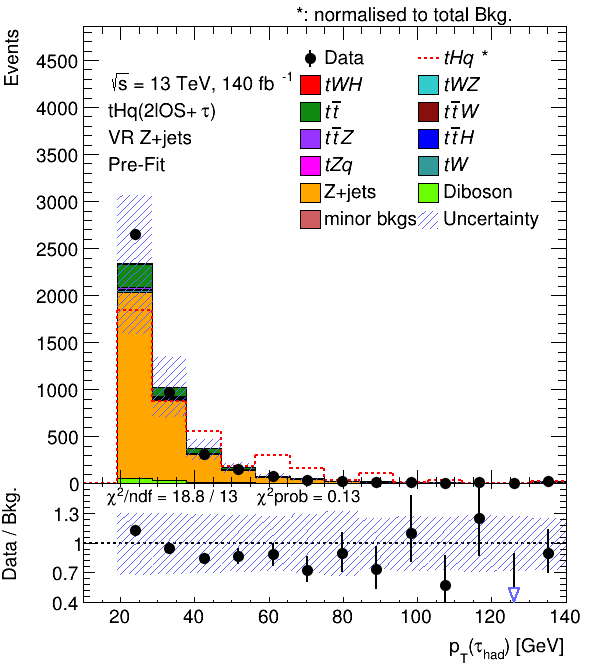 *: normalised to total Bkg.
Events
√s = 13 TeV, 140 fb⁻¹
tHq(2lOS+ τ)
VR Z+jets
Pre-Fit
Data
tHq *
tWH
tWZ
tt̅
tt̅W
tt̅Z
tt̅H
tZq
tW
Z+jets
Diboson
minor bkgs
Uncertainty
4500
4000
3500
3000
2500
2000
1500
1000
500
0
χ²/ndf = 18.8 / 13 χ²prob = 0.13
Data / Bkg.
1.3
1
0.7
0.4
20 40 60 80 100 120 140
p_T(τ_had) [GeV]